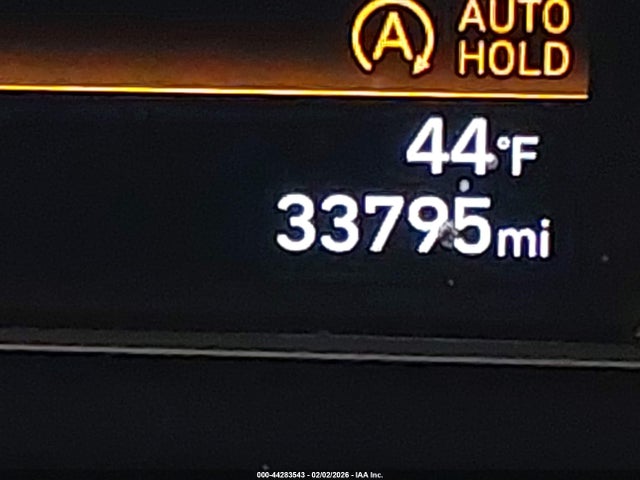 A AUTO
HOLD
44°F
33795mi
000-44283543 - 02/02/2026 - IAA Inc.